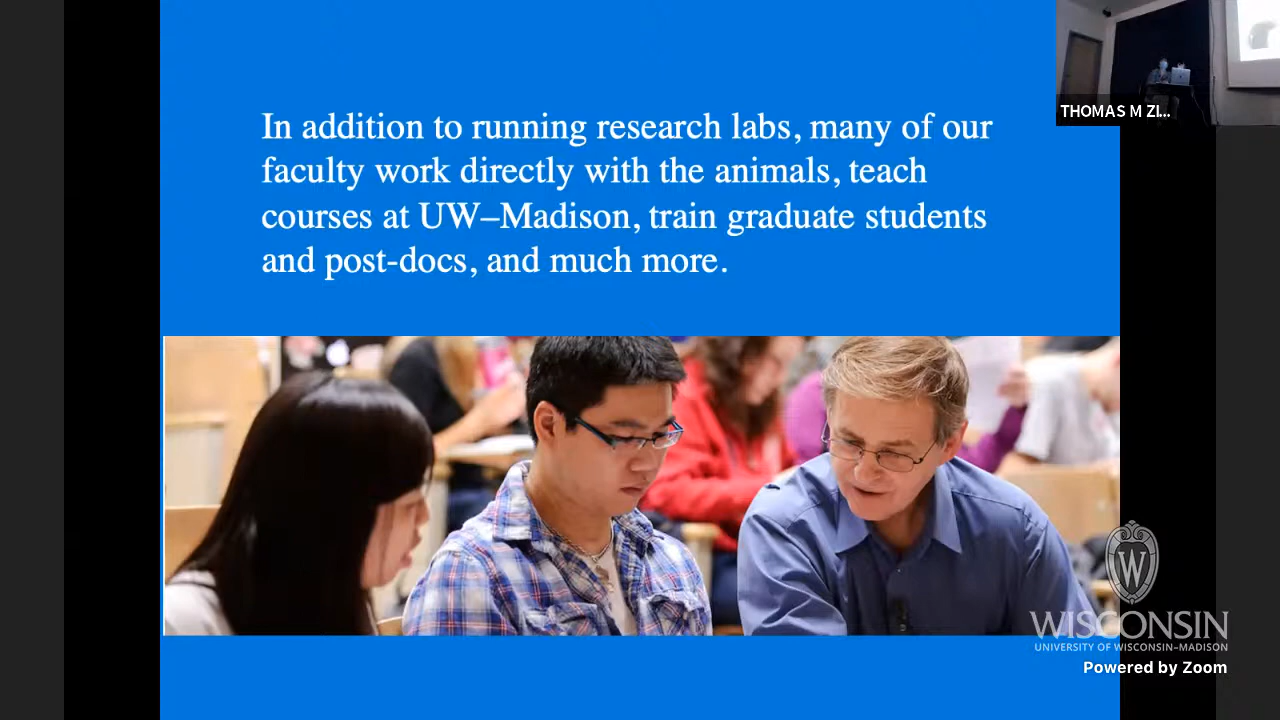 In addition to running research labs, many of our
faculty work directly with the animals, teach
courses at UW–Madison, train graduate students
and post-docs, and much more.
THOMAS M ZI...
W
WISCONSIN
UNIVERSITY OF WISCONSIN–MADISON
Powered by Zoom